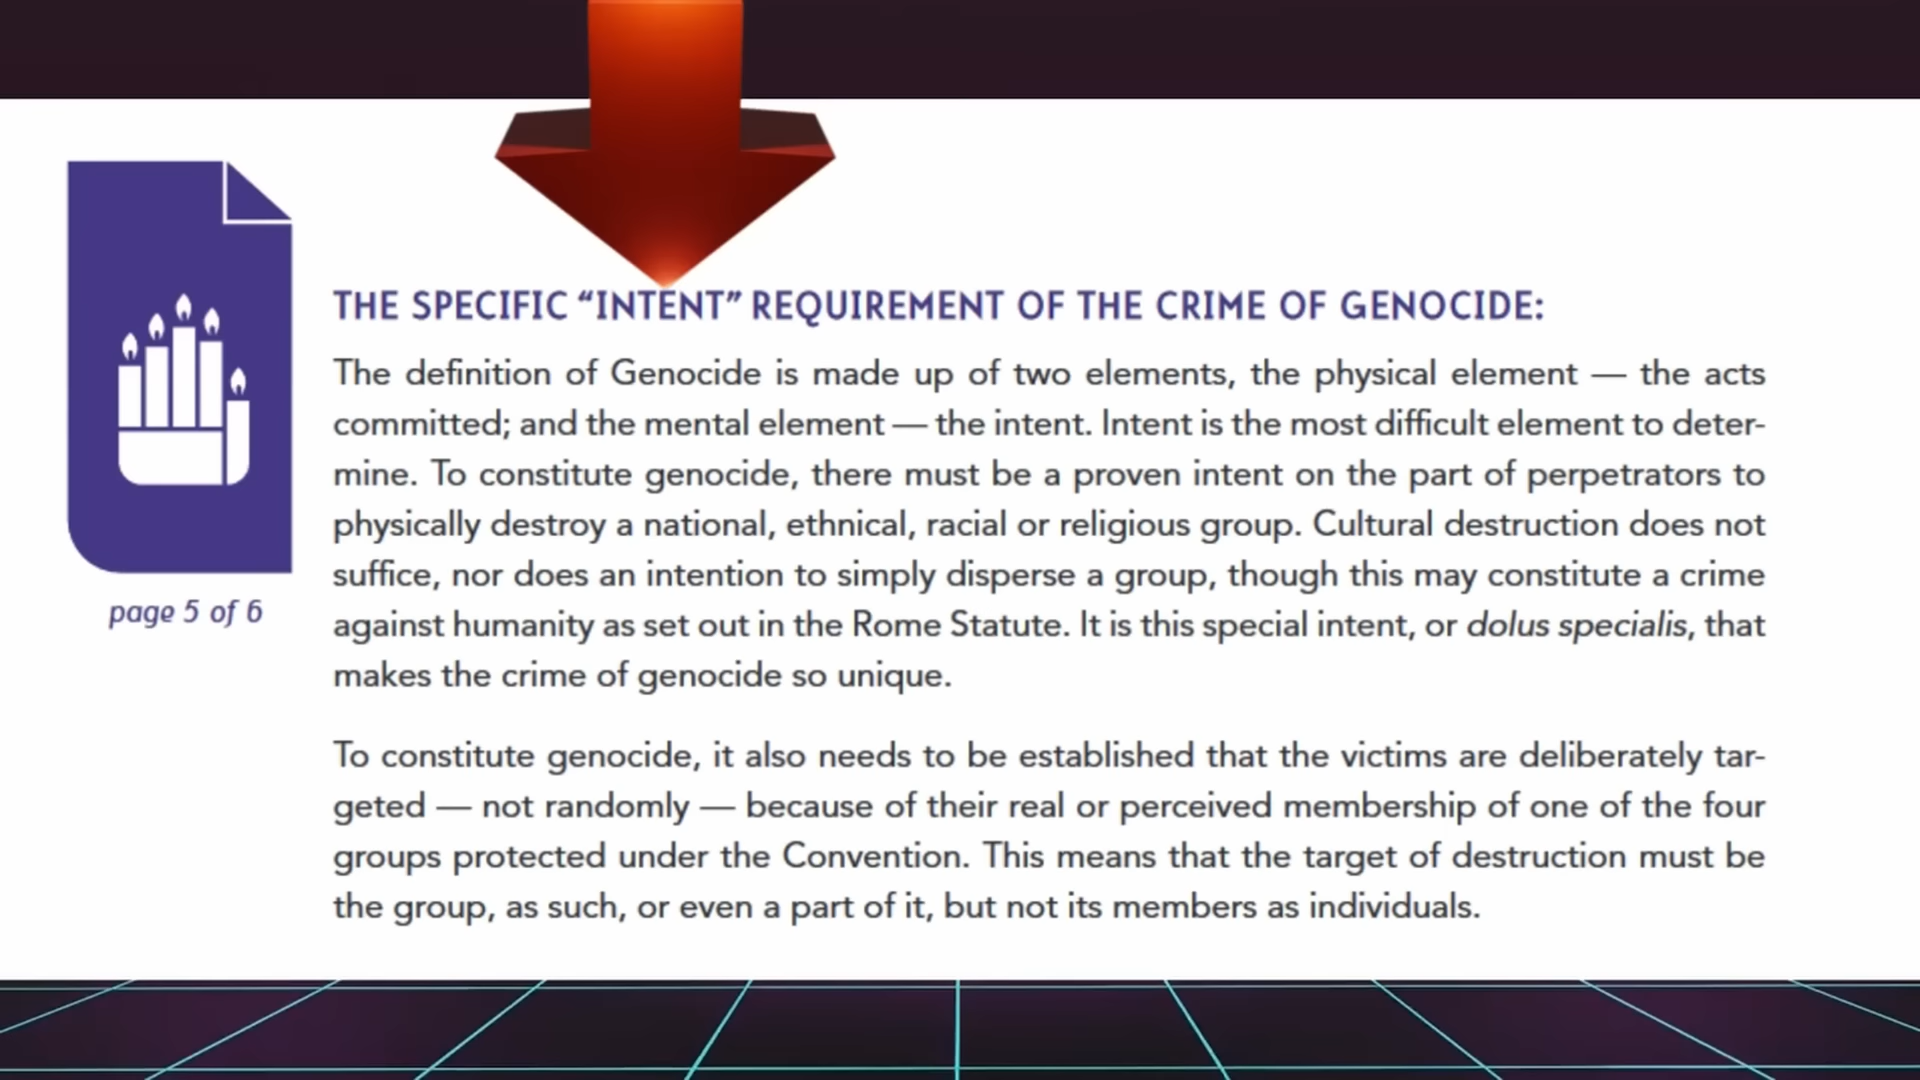 THE SPECIFIC “INTENT” REQUIREMENT OF THE CRIME OF GENOCIDE:
The definition of Genocide is made up of two elements, the physical element — the acts
committed; and the mental element — the intent. Intent is the most difficult element to deter-
mine. To constitute genocide, there must be a proven intent on the part of perpetrators to
physically destroy a national, ethnical, racial or religious group. Cultural destruction does not
suffice, nor does an intention to simply disperse a group, though this may constitute a crime
against humanity as set out in the Rome Statute. It is this special intent, or dolus specialis, that
makes the crime of genocide so unique.
To constitute genocide, it also needs to be established that the victims are deliberately tar-
geted — not randomly — because of their real or perceived membership of one of the four
groups protected under the Convention. This means that the target of destruction must be
the group, as such, or even a part of it, but not its members as individuals.
page 5 of 6